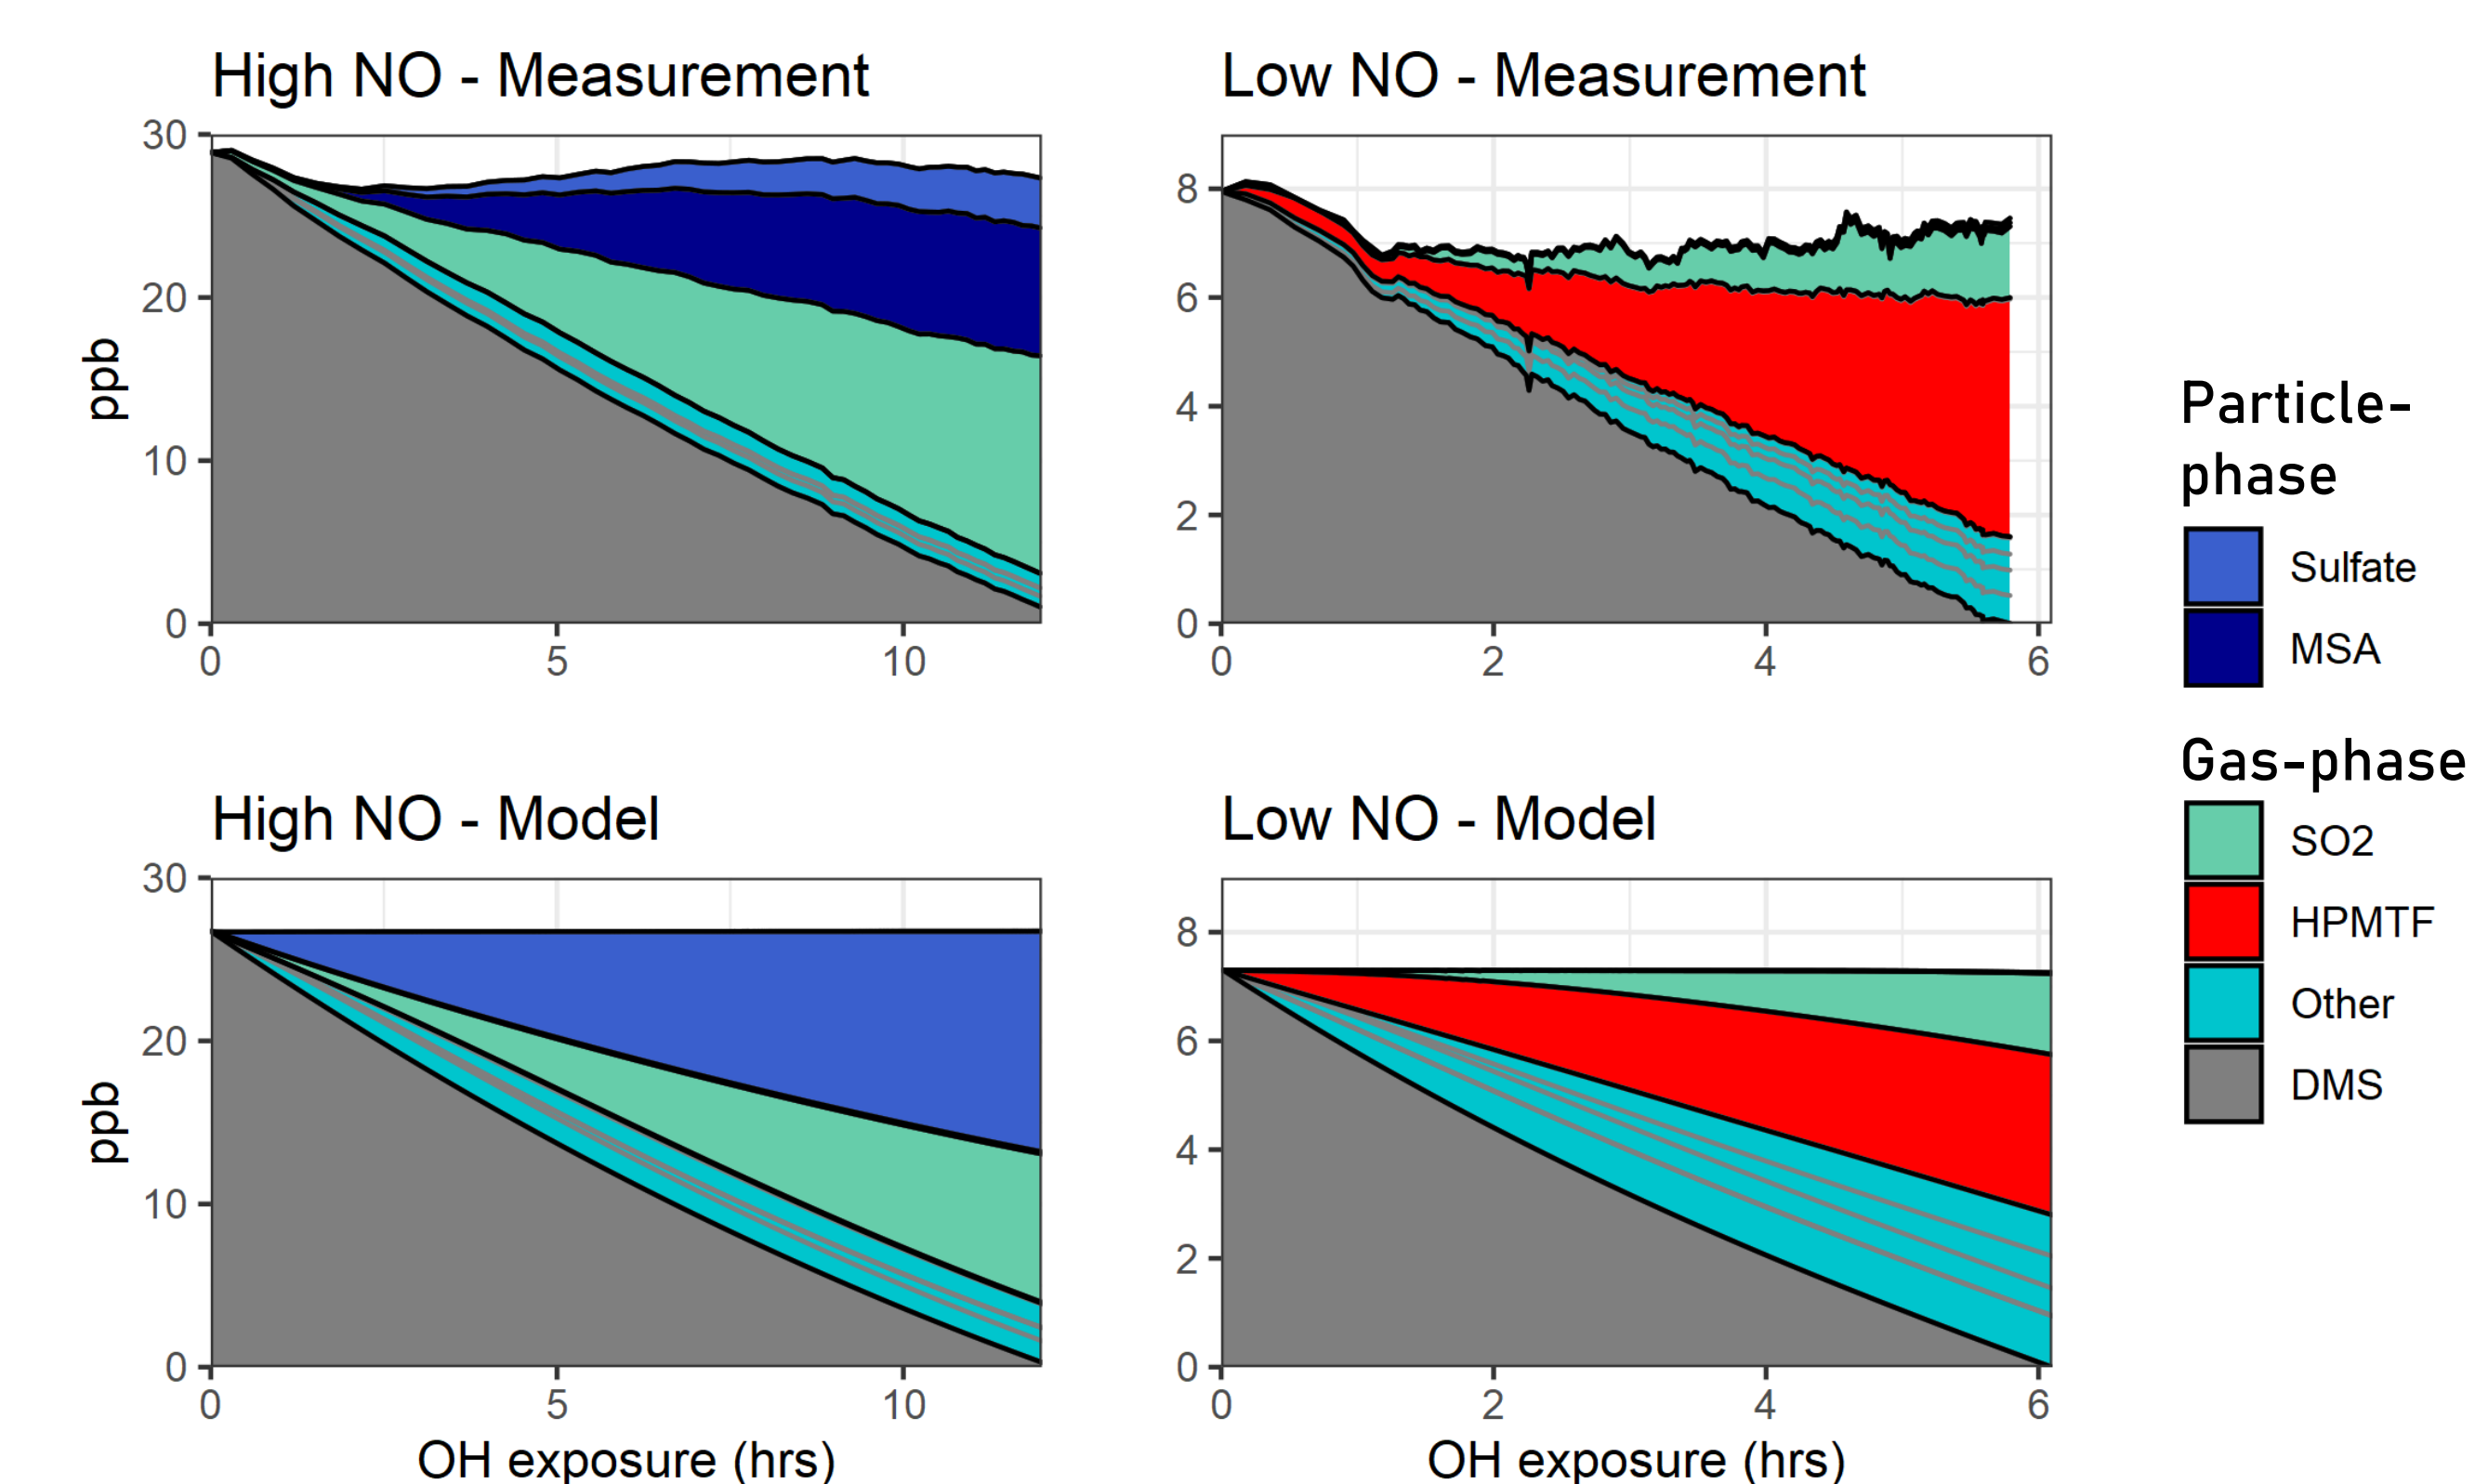 High NO - Measurement
30
20
10
0
ppb
0
5
10
Low NO - Measurement
8
6
4
2
0
0
2
4
6
High NO - Model
30
20
10
0
ppb
0
5
10
OH exposure (hrs)
Low NO - Model
8
6
4
2
0
0
2
4
6
OH exposure (hrs)
Particle-
phase
Sulfate
MSA
Gas-phase
SO2
HPMTF
Other
DMS